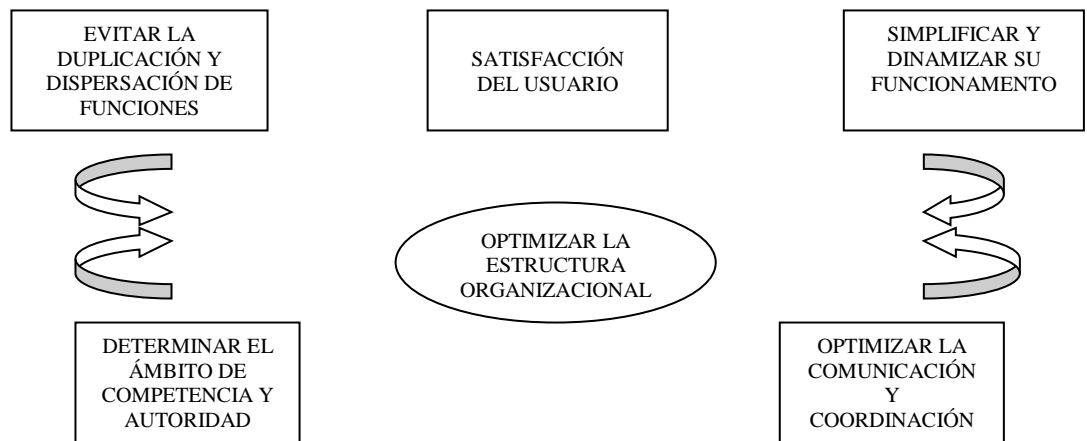 EVITAR LA
DUPLICACIÓN Y
DISPERSACIÓN DE
FUNCIONES
SATISFACCIÓN
DEL USUARIO
SIMPLIFICAR Y
DINAMIZAR SU
FUNCIONAMENTO
OPTIMIZAR LA
ESTRUCTURA
ORGANIZACIONAL
DETERMINAR EL
ÁMBITO DE
COMPETENCIA Y
AUTORIDAD
OPTIMIZAR LA
COMUNICACIÓN
Y
COORDINACIÓN